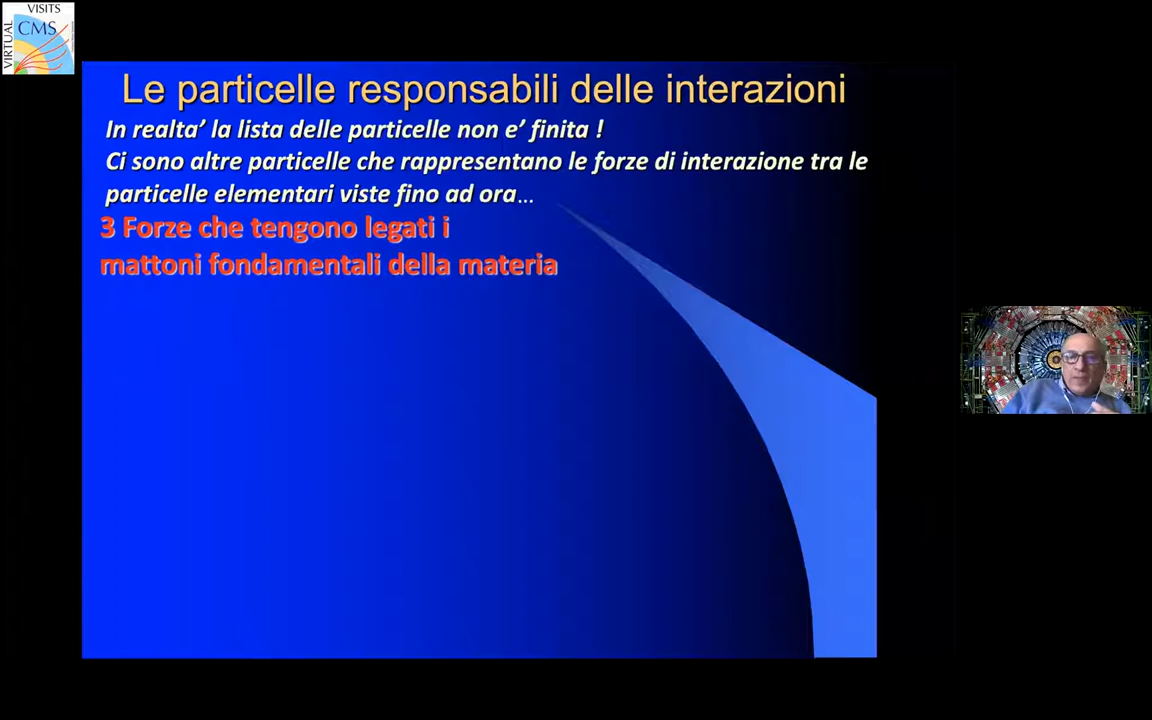 VISITS
VIRTUAL
CMS
Le particelle responsabili delle interazioni
In realta’ la lista delle particelle non e’ finita !
Ci sono altre particelle che rappresentano le forze di interazione tra le
particelle elementari viste fino ad ora...
3 Forze che tengono legati i
mattoni fondamentali della materia